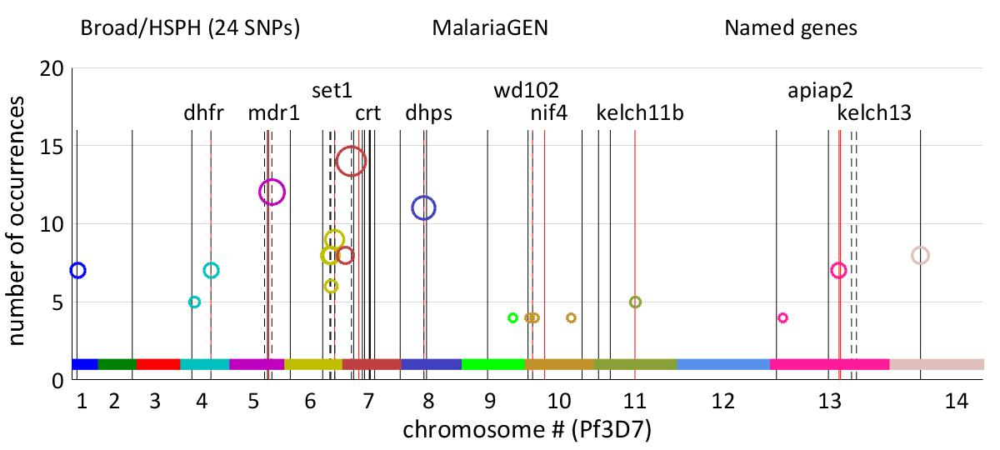 Broad/HSPH (24 SNPs) MalariaGEN Named genes
20
set1 wd102 apiap2
dhfr mdr1 crt dhps nif4 kelch11b kelch13
15
10
5
0
number of occurrences
1 2 3 4 5 6 7 8 9 10 11 12 13 14
chromosome # (Pf3D7)